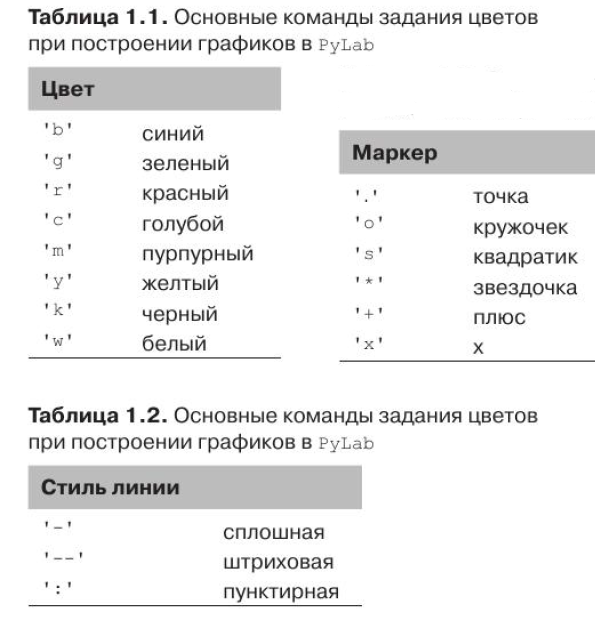 Таблица 1.1. Основные команды задания цветов
при построении графиков в PyLab
Цвет
'b' синий
'g' зеленый
'r' красный
'c' голубой
'm' пурпурный
'y' желтый
'k' черный
'w' белый
Маркер
'.' точка
'o' кружочек
's' квадратик
'*' звездочка
'+' плюс
'x' x
Таблица 1.2. Основные команды задания цветов
при построении графиков в PyLab
Стиль линии
'-' сплошная
'--' штриховая
':' пунктирная